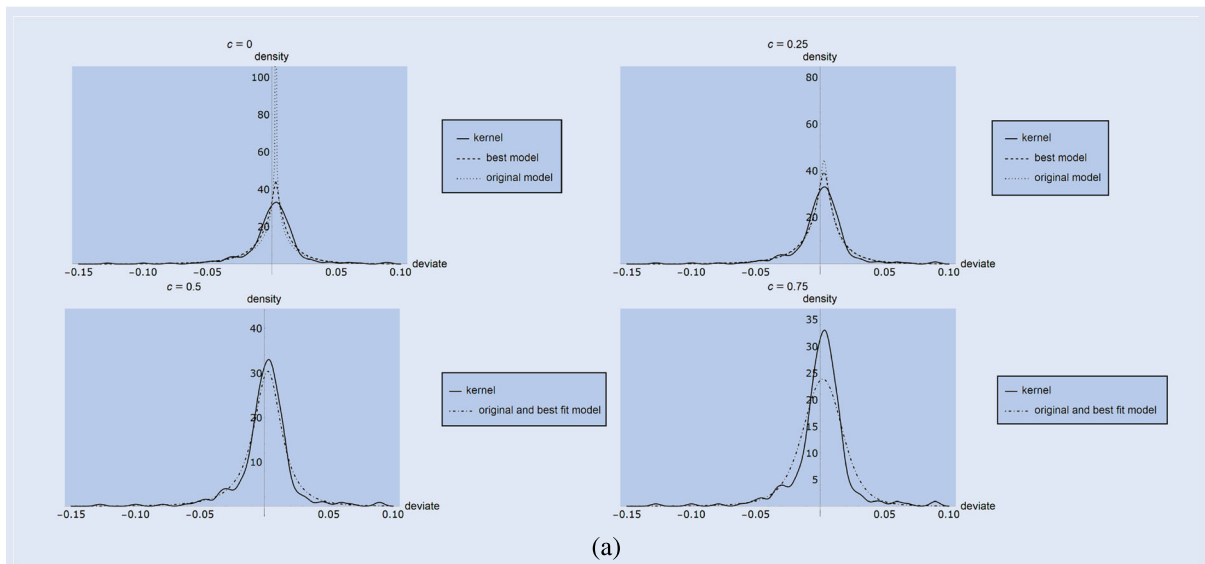 c = 0
density
100
80
60
40
20
−0.15 −0.10 −0.05 0.05 0.10 deviate
kernel
best model
original model
c = 0.25
density
80
60
40
20
−0.15 −0.10 −0.05 0.05 0.10 deviate
kernel
best model
original model
c = 0.5
density
40
30
20
10
−0.15 −0.10 −0.05 0.05 0.10 deviate
kernel
original and best fit model
c = 0.75
density
35
30
25
20
15
10
5
−0.15 −0.10 −0.05 0.05 0.10 deviate
kernel
original and best fit model
(a)